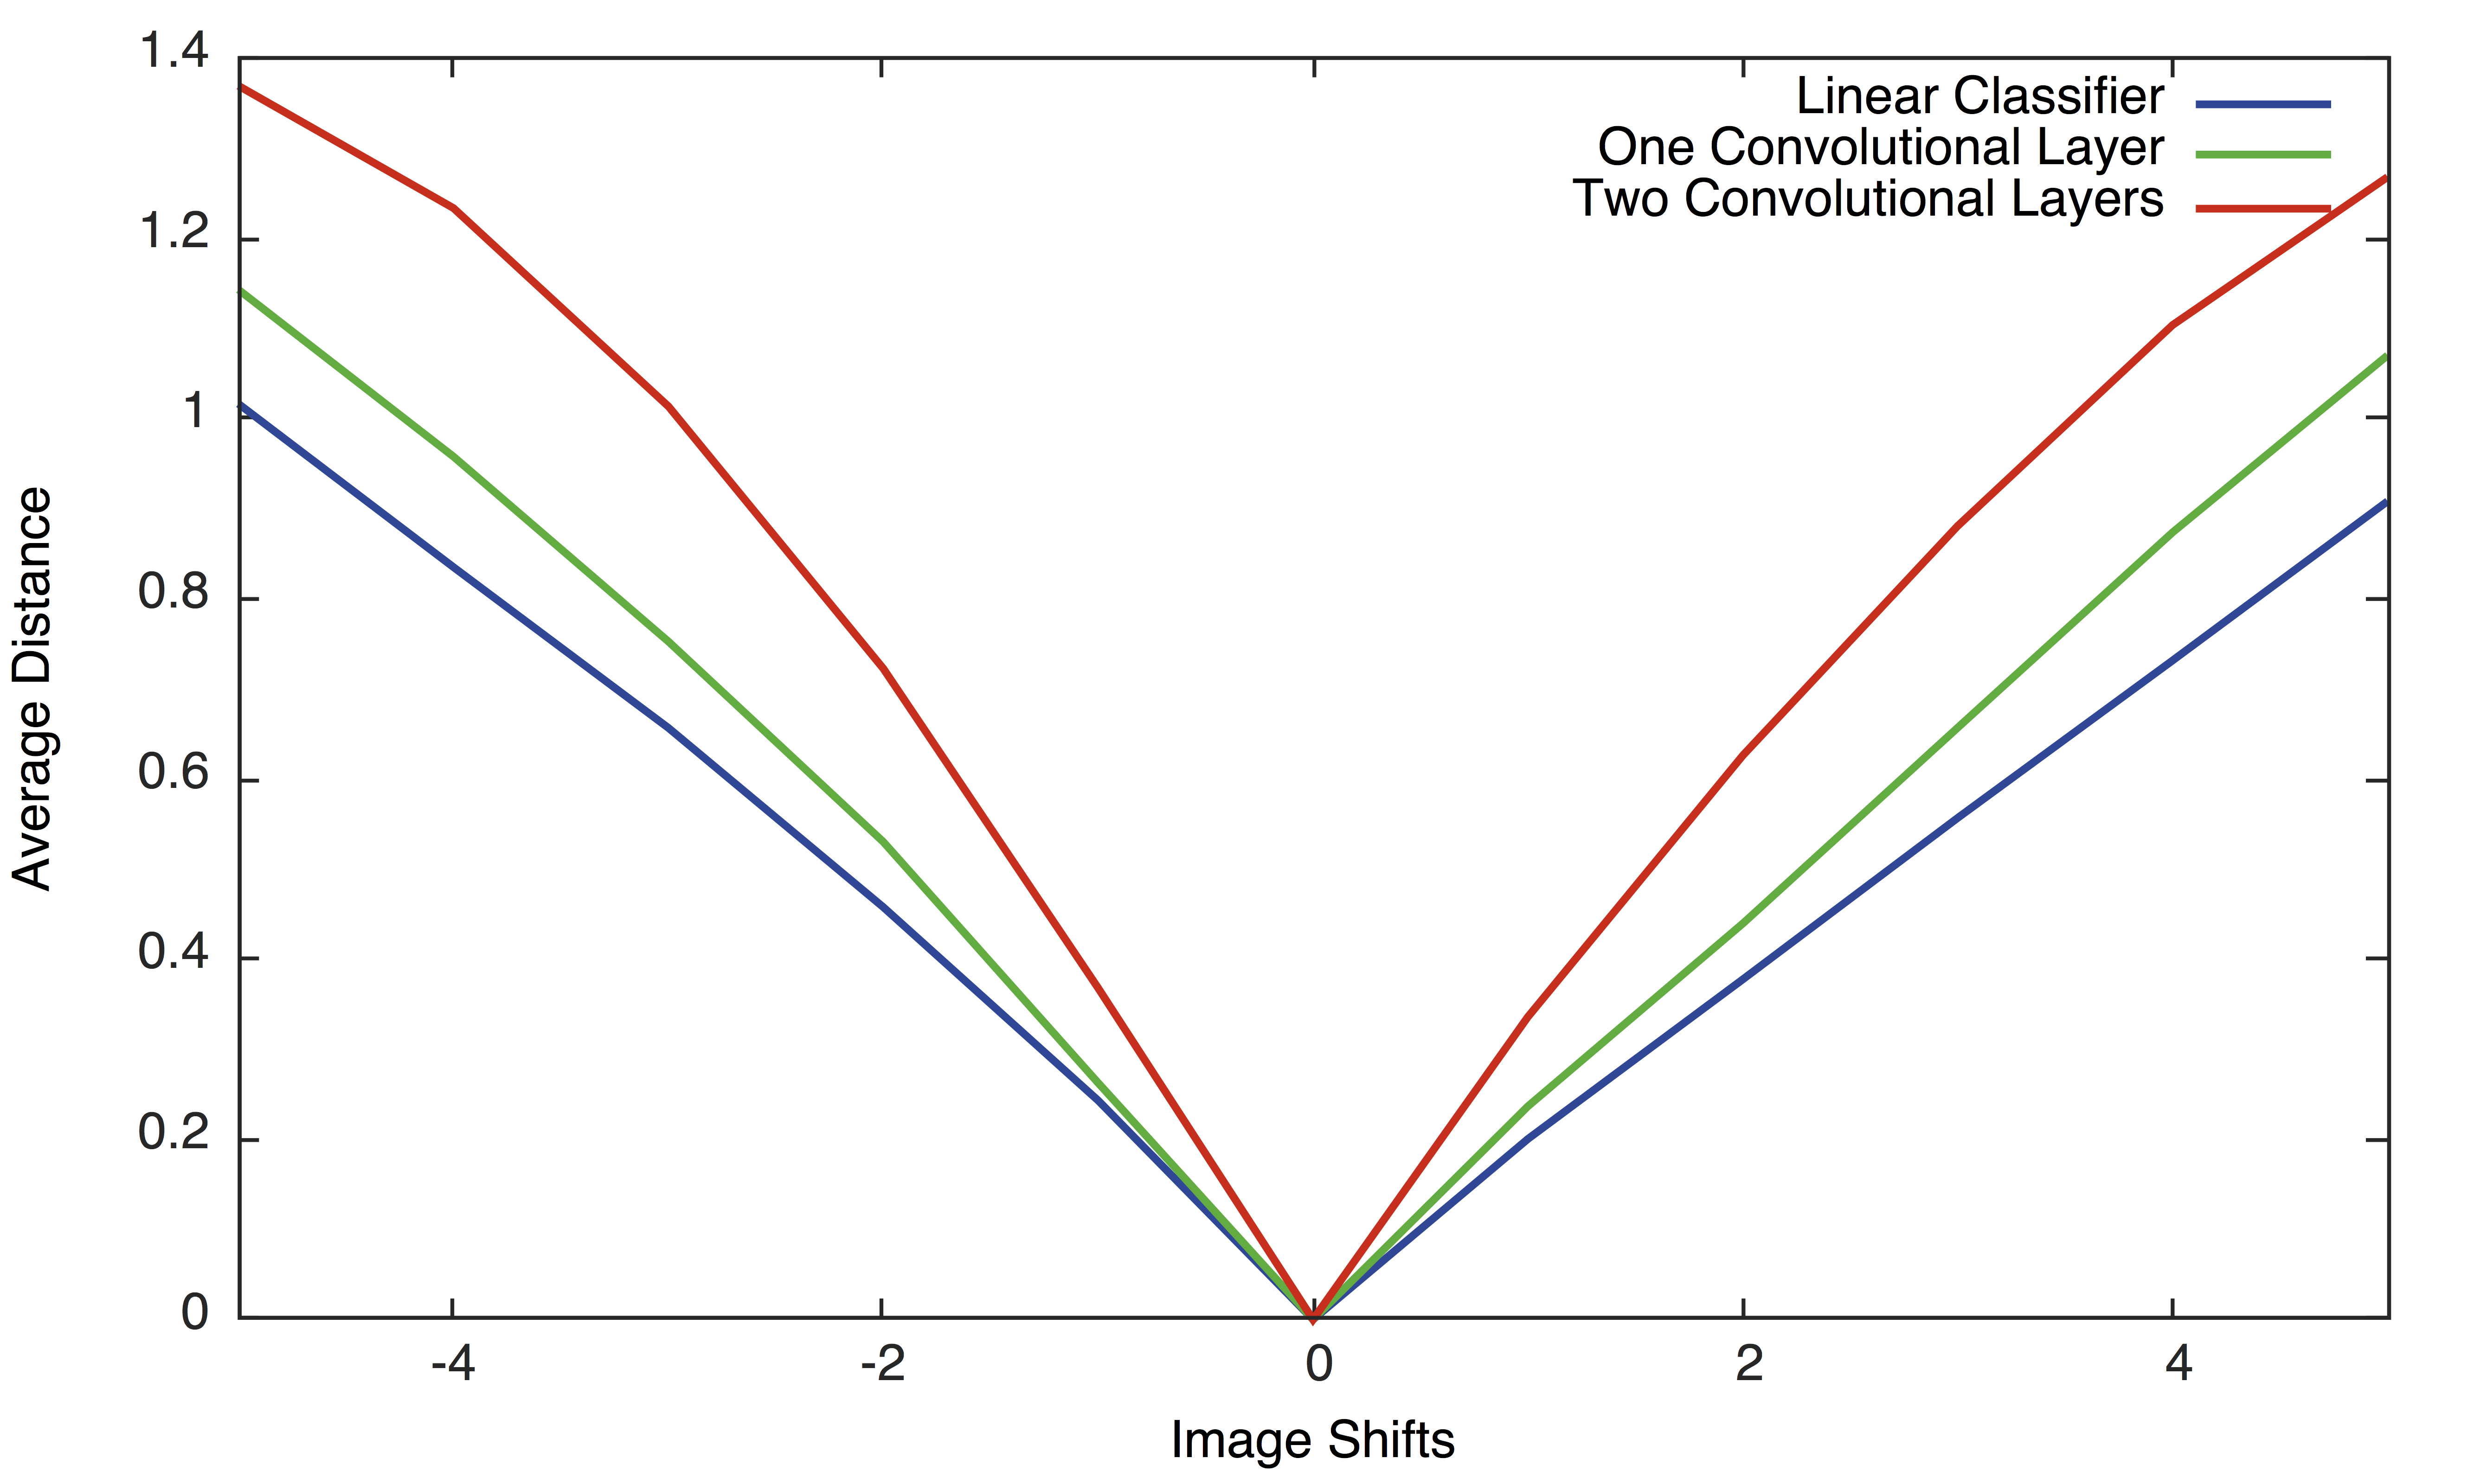 1.4
1.2
1
0.8
0.6
0.4
0.2
0
-4
-2
0
2
4
Average Distance
Image Shifts
Linear Classifier
One Convolutional Layer
Two Convolutional Layers